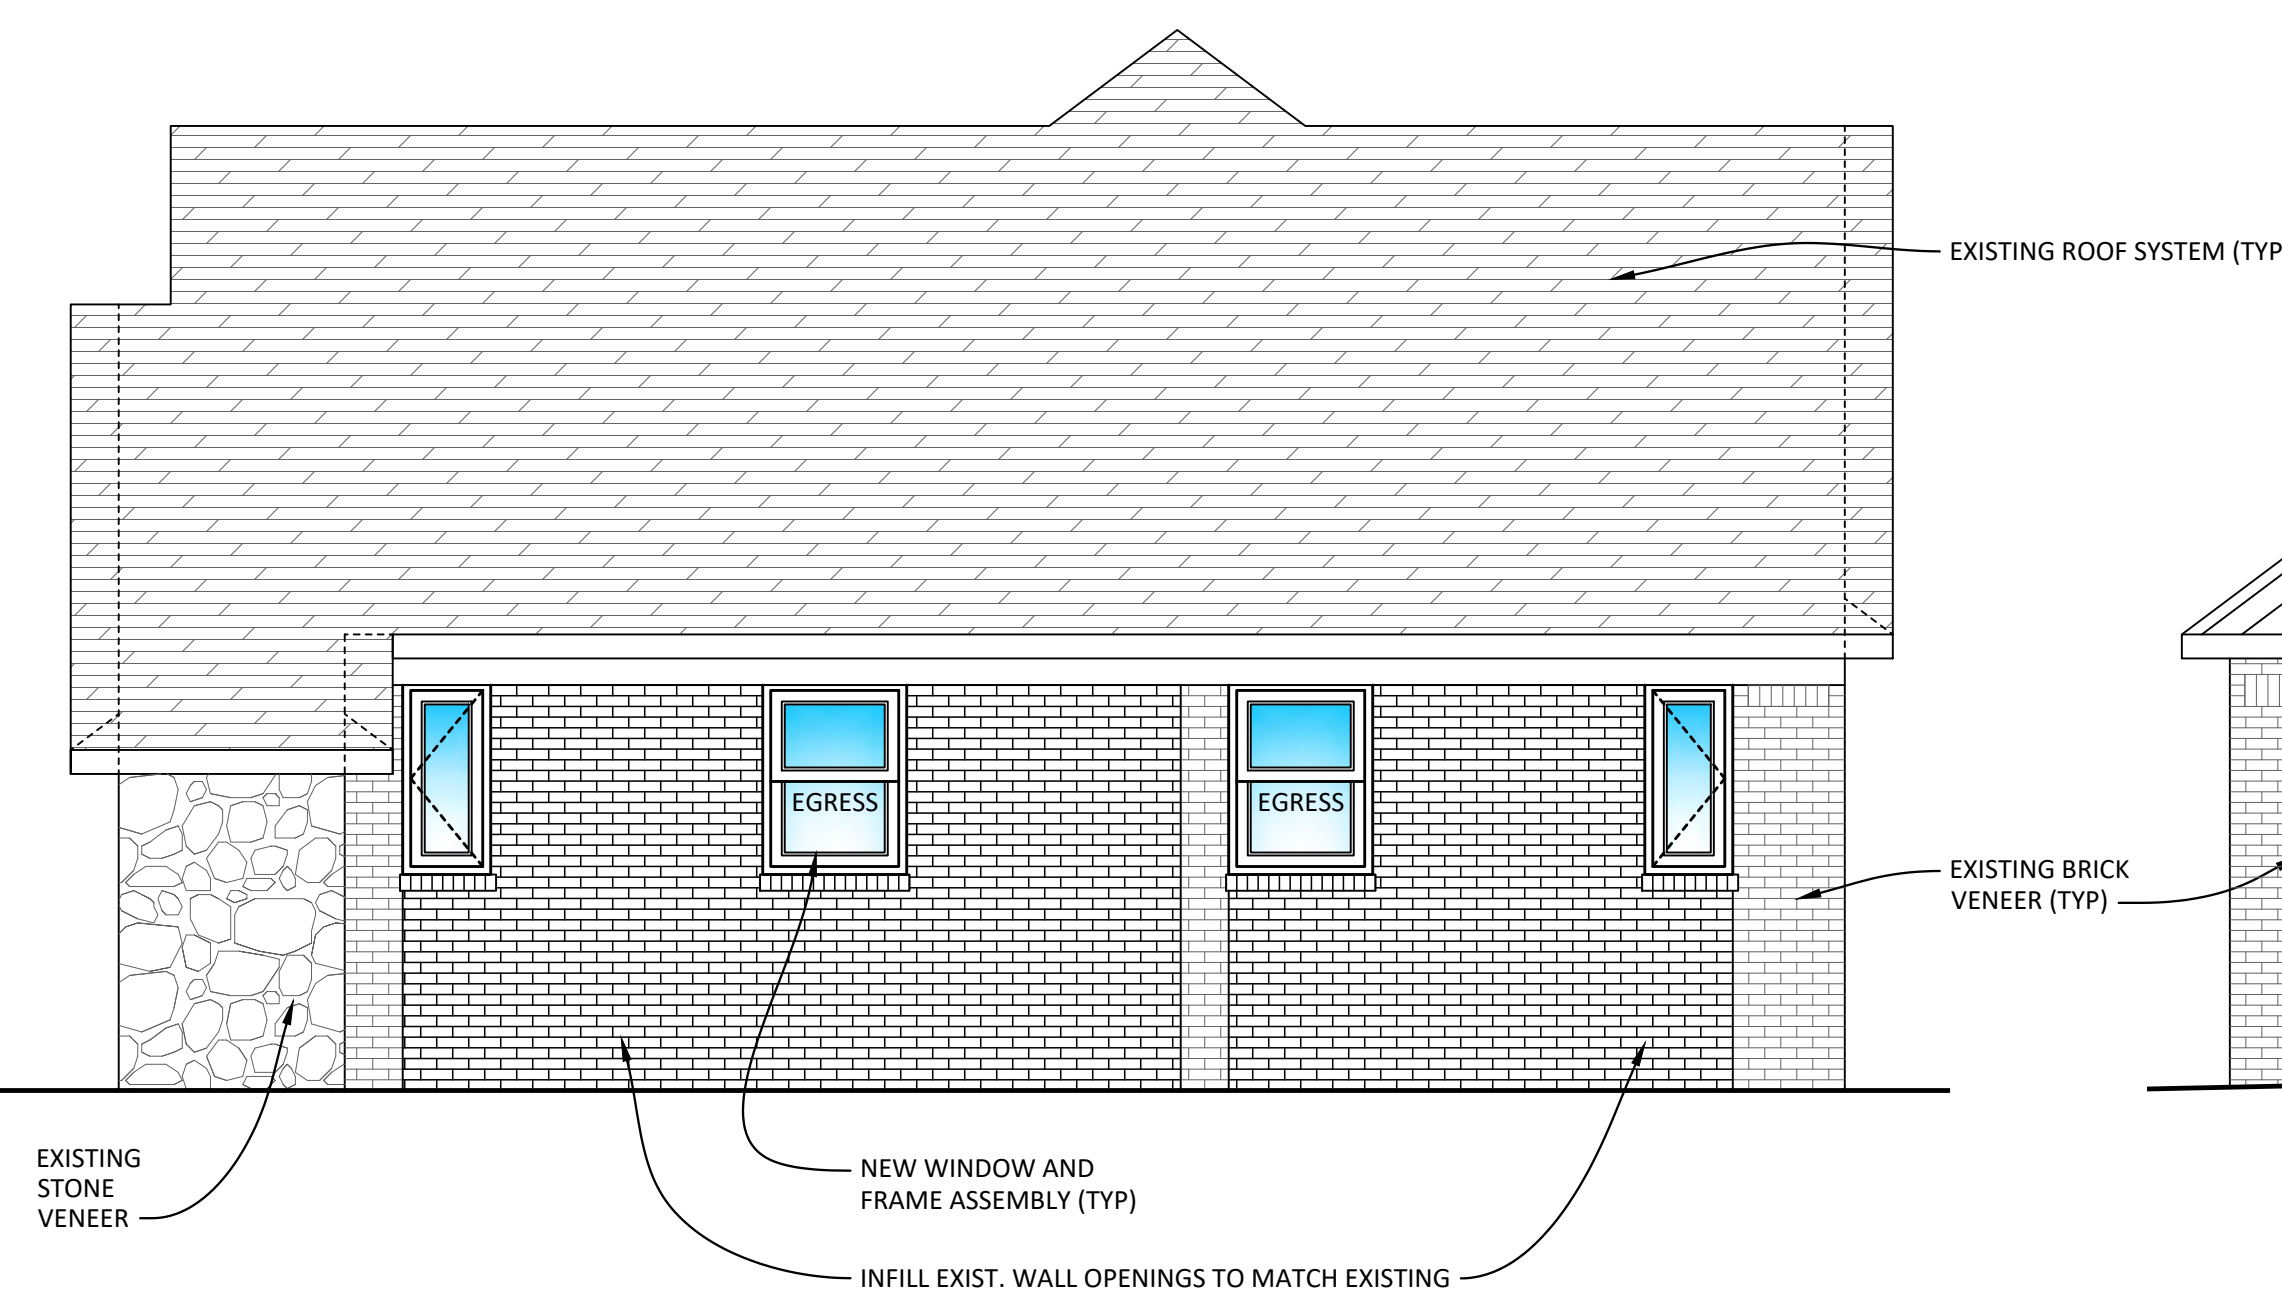 EXISTING ROOF SYSTEM (TYP
EGRESS
EGRESS
EXISTING BRICK
VENEER (TYP)
EXISTING
STONE
VENEER
NEW WINDOW AND
FRAME ASSEMBLY (TYP)
INFILL EXIST. WALL OPENINGS TO MATCH EXISTING